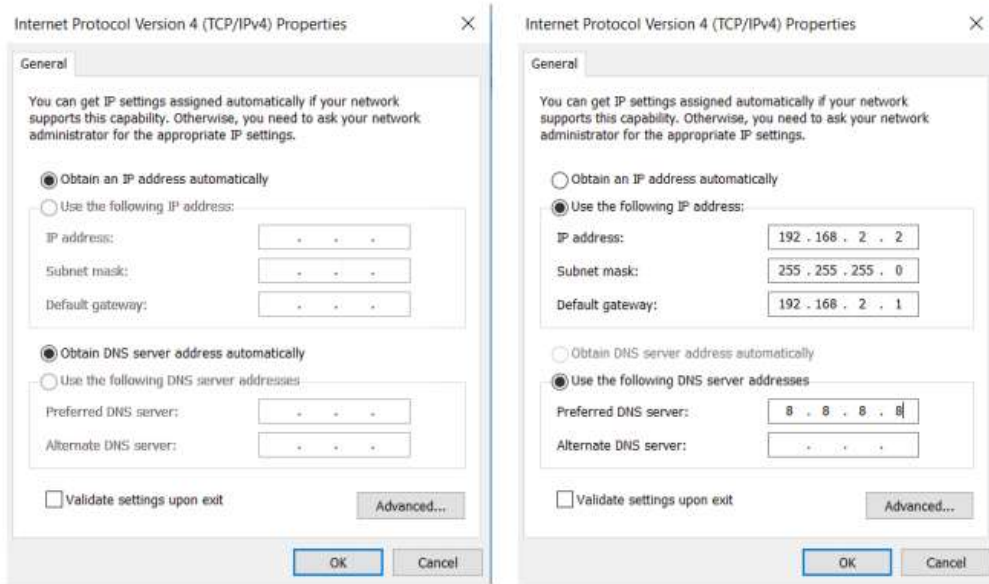 Internet Protocol Version 4 (TCP/IPv4) Properties
General
You can get IP settings assigned automatically if your network
supports this capability. Otherwise, you need to ask your network
administrator for the appropriate IP settings.
Obtain an IP address automatically
Use the following IP address:
IP address:
. . .
Subnet mask:
. . .
Default gateway:
. . .
Obtain DNS server address automatically
Use the following DNS server addresses
Preferred DNS server:
. . .
Alternate DNS server:
. . .
Validate settings upon exit
Advanced...
OK
Cancel
Internet Protocol Version 4 (TCP/IPv4) Properties
General
You can get IP settings assigned automatically if your network
supports this capability. Otherwise, you need to ask your network
administrator for the appropriate IP settings.
Obtain an IP address automatically
Use the following IP address:
IP address: 192 . 168 . 2 . 2
Subnet mask: 255 . 255 . 255 . 0
Default gateway: 192 . 168 . 2 . 1
Obtain DNS server address automatically
Use the following DNS server addresses
Preferred DNS server: 8 . 8 . 8 . 8
Alternate DNS server: . . .
Validate settings upon exit
Advanced...
OK
Cancel